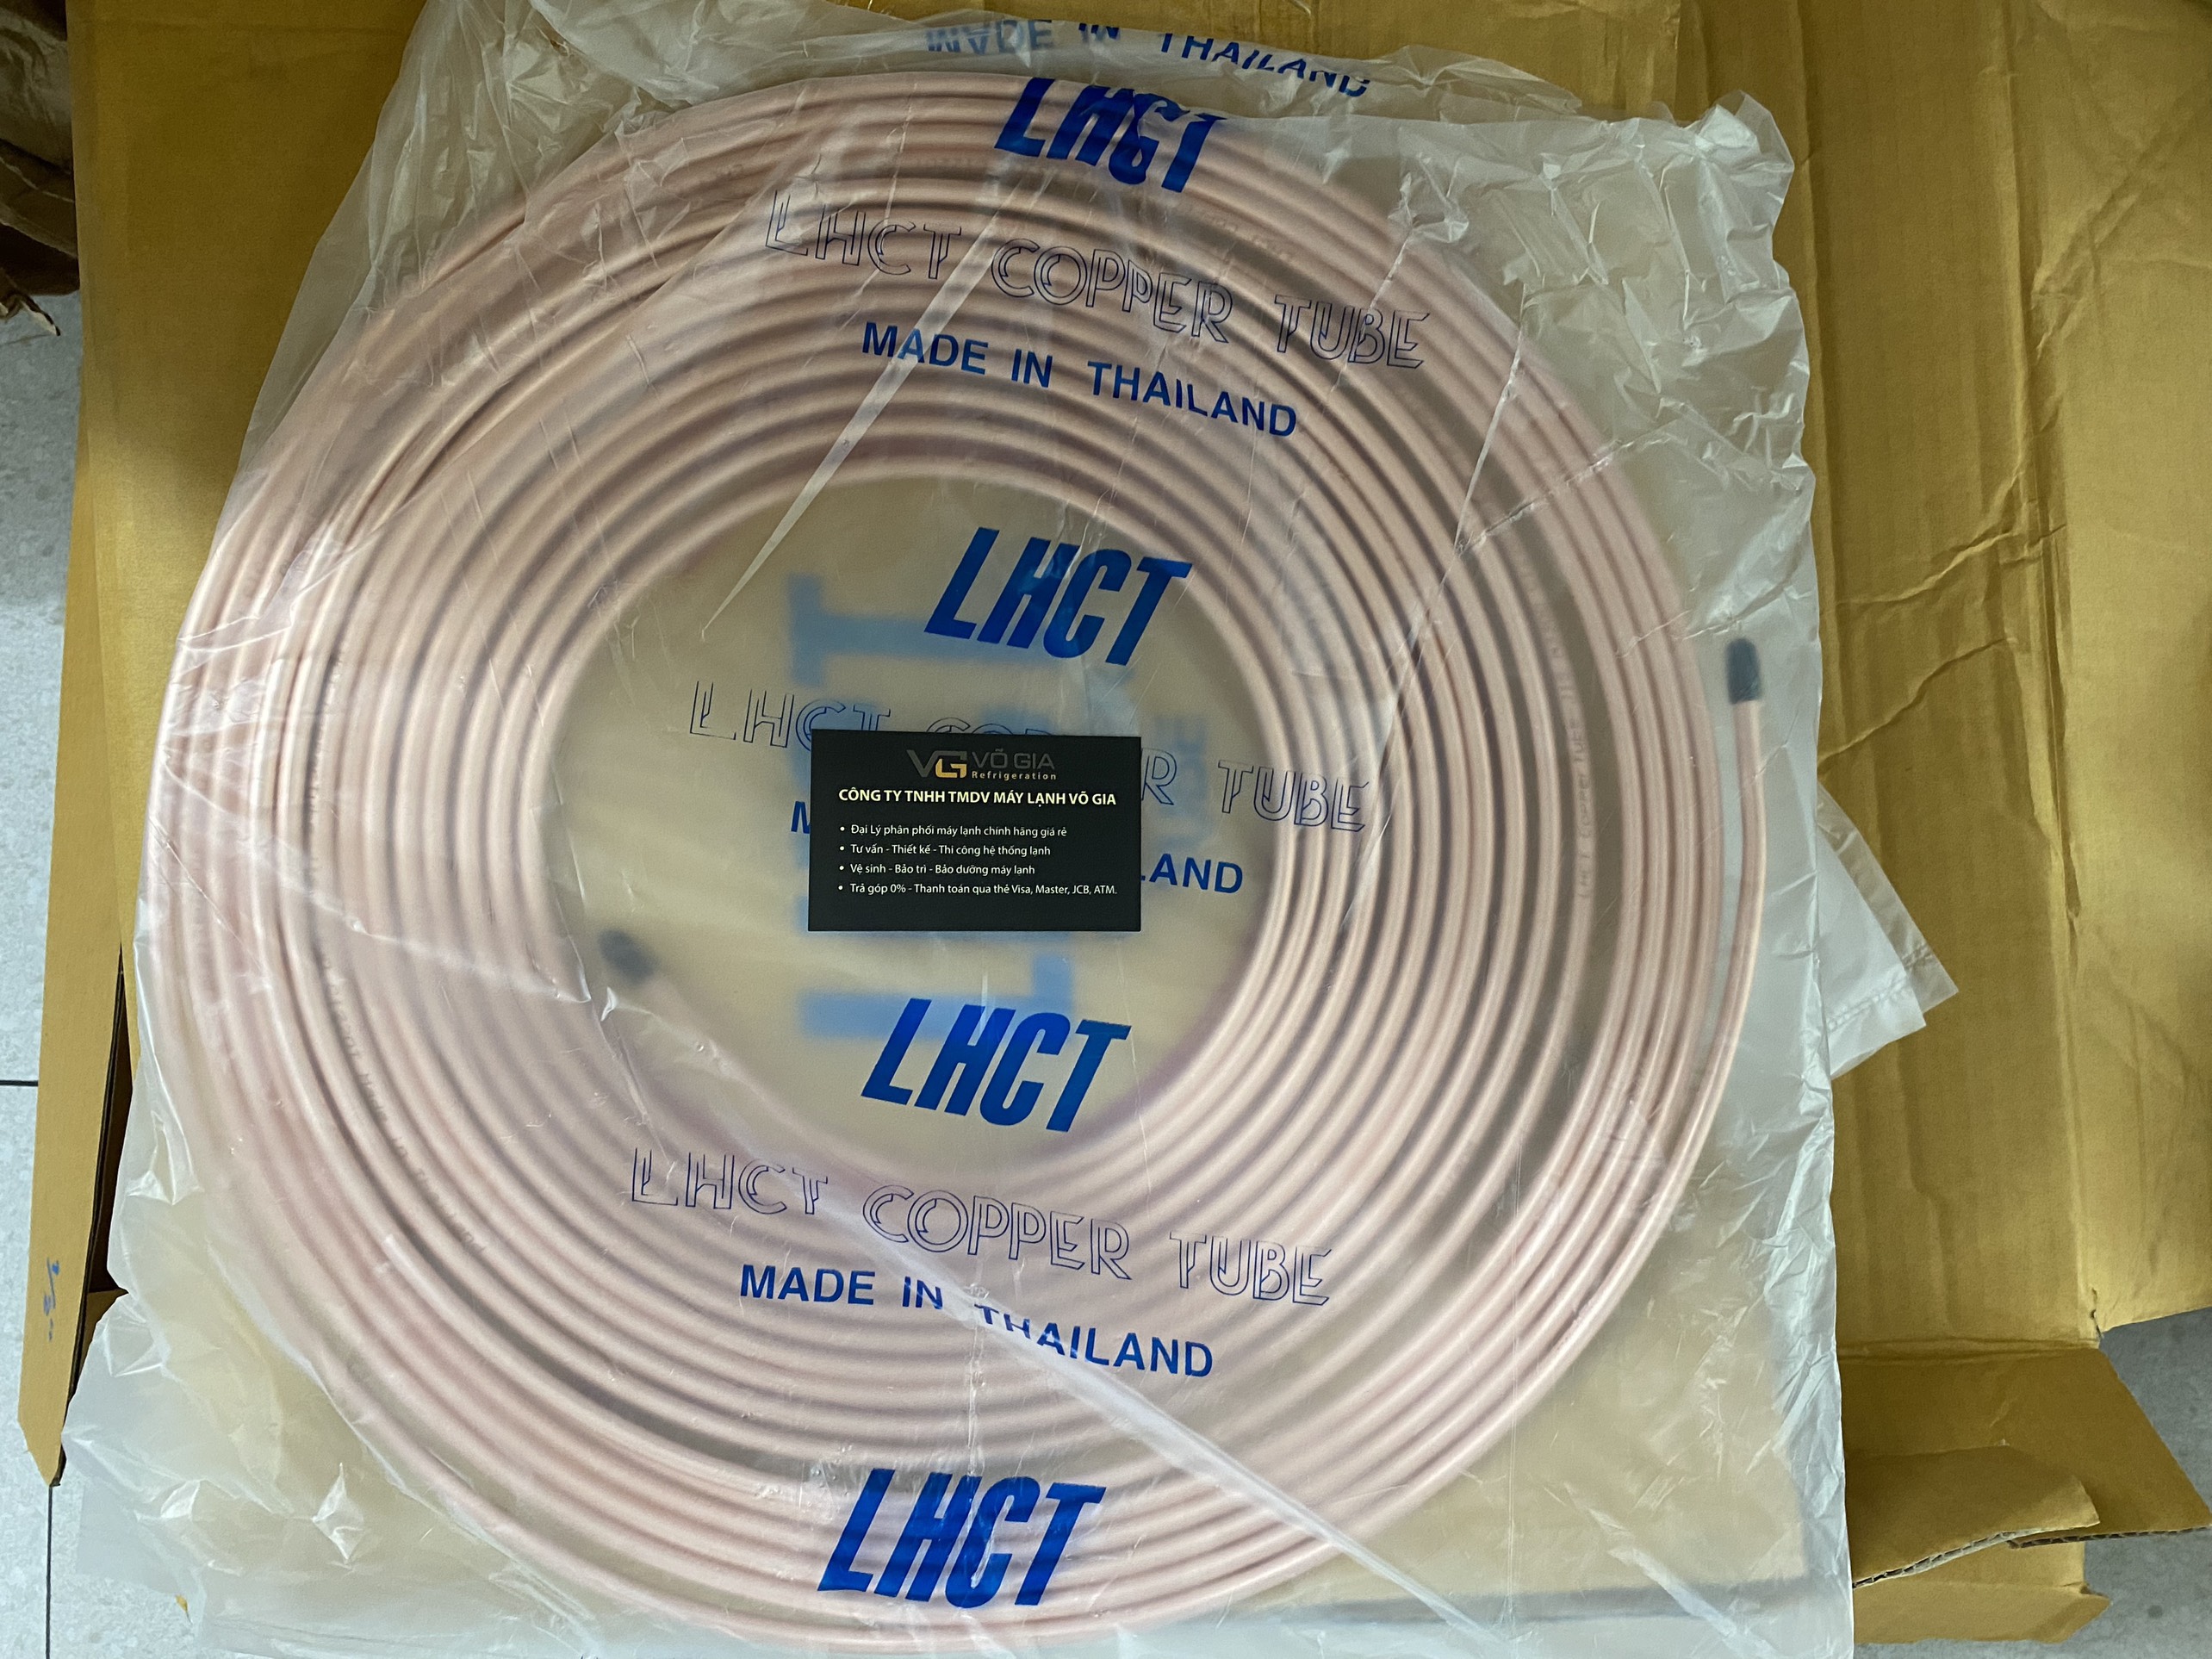 MADE IN THAILAND
LHCT
LHCT COPPER TUBE
MADE IN THAILAND
LHCT
LHCT COPPER TUBE
VG VÕ GIA
Refrigeration
CÔNG TY TNHH TMDV MÁY LẠNH VÕ GIA
• Đại Lý phân phối máy lạnh chính hãng giá rẻ
• Tư vấn - Thiết kế - Thi công hệ thống lạnh
• Vệ sinh - Bảo trì - Bảo dưỡng máy lạnh
• Trả góp 0% - Thanh toán qua thẻ Visa, Master, JCB, ATM.
LAND
LHCT
LHCT COPPER TUBE
MADE IN THAILAND
LHCT